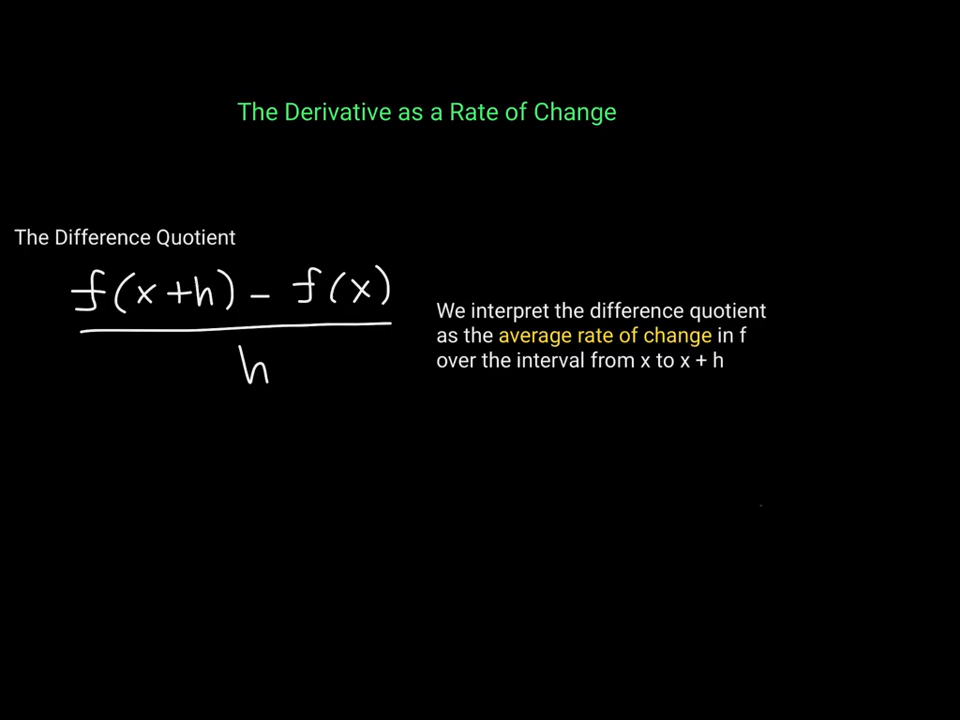 The Derivative as a Rate of Change
The Difference Quotient
f(x+h) - f(x)
h
We interpret the difference quotient
as the average rate of change in f
over the interval from x to x + h